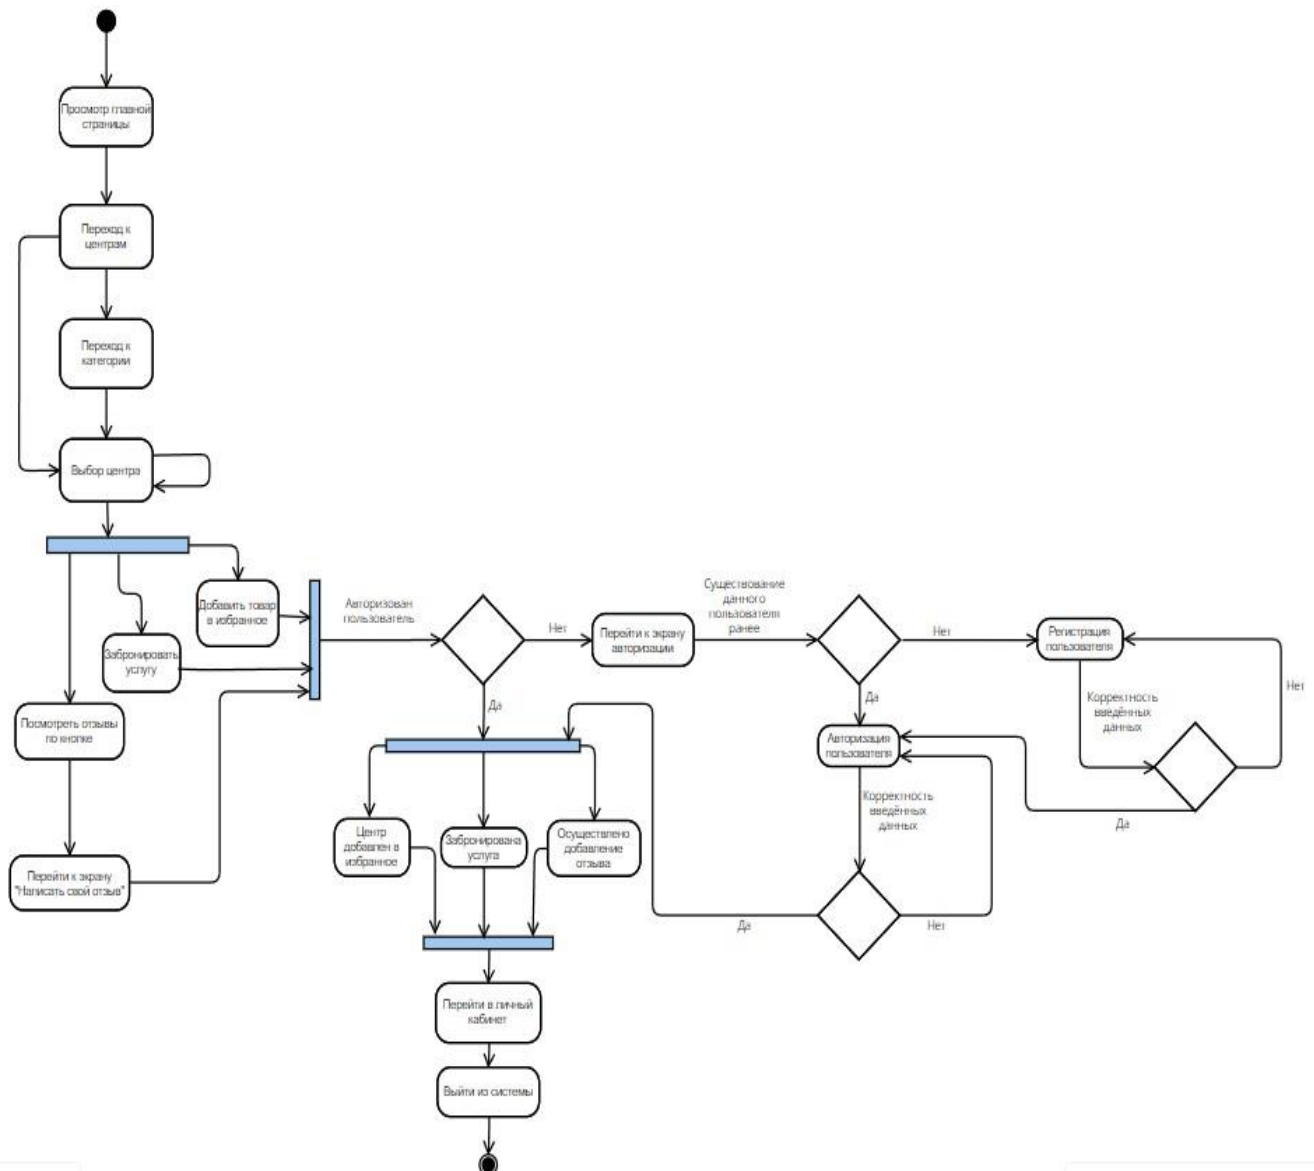 Просмотр главной
страницы
Переход к
центрам
Переход к
категории
Выбор центра
Добавить товар
в избранное
Забронировать
услугу
Посмотреть отзывы
по кнопке
Перейти к экрану
"Написать свой отзыв"
Авторизован
пользователь
Нет
Да
Перейти к экрану
авторизации
Существование
данного
пользователя
ранее
Нет
Да
Регистрация
пользователя
Корректность
введённых
данных
Нет
Да
Авторизация
пользователя
Корректность
введённых
данных
Да
Нет
Центр
добавлен в
избранное
Забронирована
услуга
Осуществлено
добавление
отзыва
Перейти в личный
кабинет
Выйти из системы